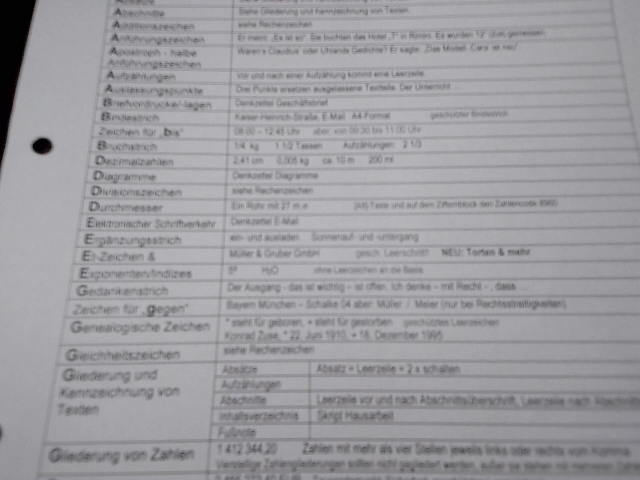 Absätze
Abschnitte Siehe Gliederung und Kennzeichnung von Texten
Additionszeichen siehe Rechenzeichen
Anführungszeichen Er meint: „Es ist so". Sie buchten das Hotel „T" in Rimini. Es wurden 12"
Apostroph - halbe Waren's Claudius' oder Uhlands Gedichte? Er sagte: „Das Modell
Anführungszeichen
Aufzählungen Vor und nach einer Aufzählung kommt eine Leerzeile.
Auslassungspunkte Drei Punkte ersetzen ausgelassene Textteile. Der Unterricht ...
Briefvordrucke/-lagen Denkzettel Geschäftsbrief
Bindestrich Kaiser-Heinrich-Straße, E-Mail A4-Format geschützter Bindestrich
Zeichen für „bis" 08:00 – 12:45 Uhr aber: von 09:30 bis 11:00 Uhr
Bruchstrich 1/4 kg 1 1/2 Tassen Aufzählungen: 2 1/3
Dezimalzahlen 2,41 cm 0,005 kg ca. 10 m 200 ml
Diagramme Denkzettel Diagramme
Divisionszeichen siehe Rechenzeichen
Durchmesser Ein Rohr mit 27 m ø [Alt]-Taste und auf dem Ziffernblock den Zahlencode
Elektronischer Schriftverkehr Denkzettel E-Mail
Ergänzungsstrich ein- und ausladen Sonnenauf- und -untergang
Et-Zeichen & Müller & Gruber GmbH gesch. Leerschritt NEU: Torten & mehr
Exponenten/Indizes H₂O ohne Leerzeichen an die Basis
Gedankenstrich Der Ausgang - das ist wichtig – ist offen. Ich denke – mit Recht - , dass ...
Zeichen für „gegen" Bayern München – Schalke 04 aber: Müller ./. Meier (nur bei Rechtsstreitigkeiten)
Genealogische Zeichen * steht für geboren, + steht für gestorben geschütztes Leerzeichen
Konrad Zuse, * 22. Juni 1910, + 18. Dezember 1995
Gleichheitszeichen siehe Rechenzeichen
Gliederung und Absätze Absatz = Leerzeile = 2 x schalten
Kennzeichnung von Aufzählungen
Texten Abschnitte Leerzeile vor und nach Abschnittsüberschrift, Leerzeile nach
Inhaltsverzeichnis Skript Hausarbeit
Fußnote
Gliederung von Zahlen 1 412 344,20 Zahlen mit mehr als vier Stellen jeweils links oder rechts vom Komma
Vierstellige Zahlengliederungen sollten nicht gegliedert werden, außer sie stehen mit mehreren